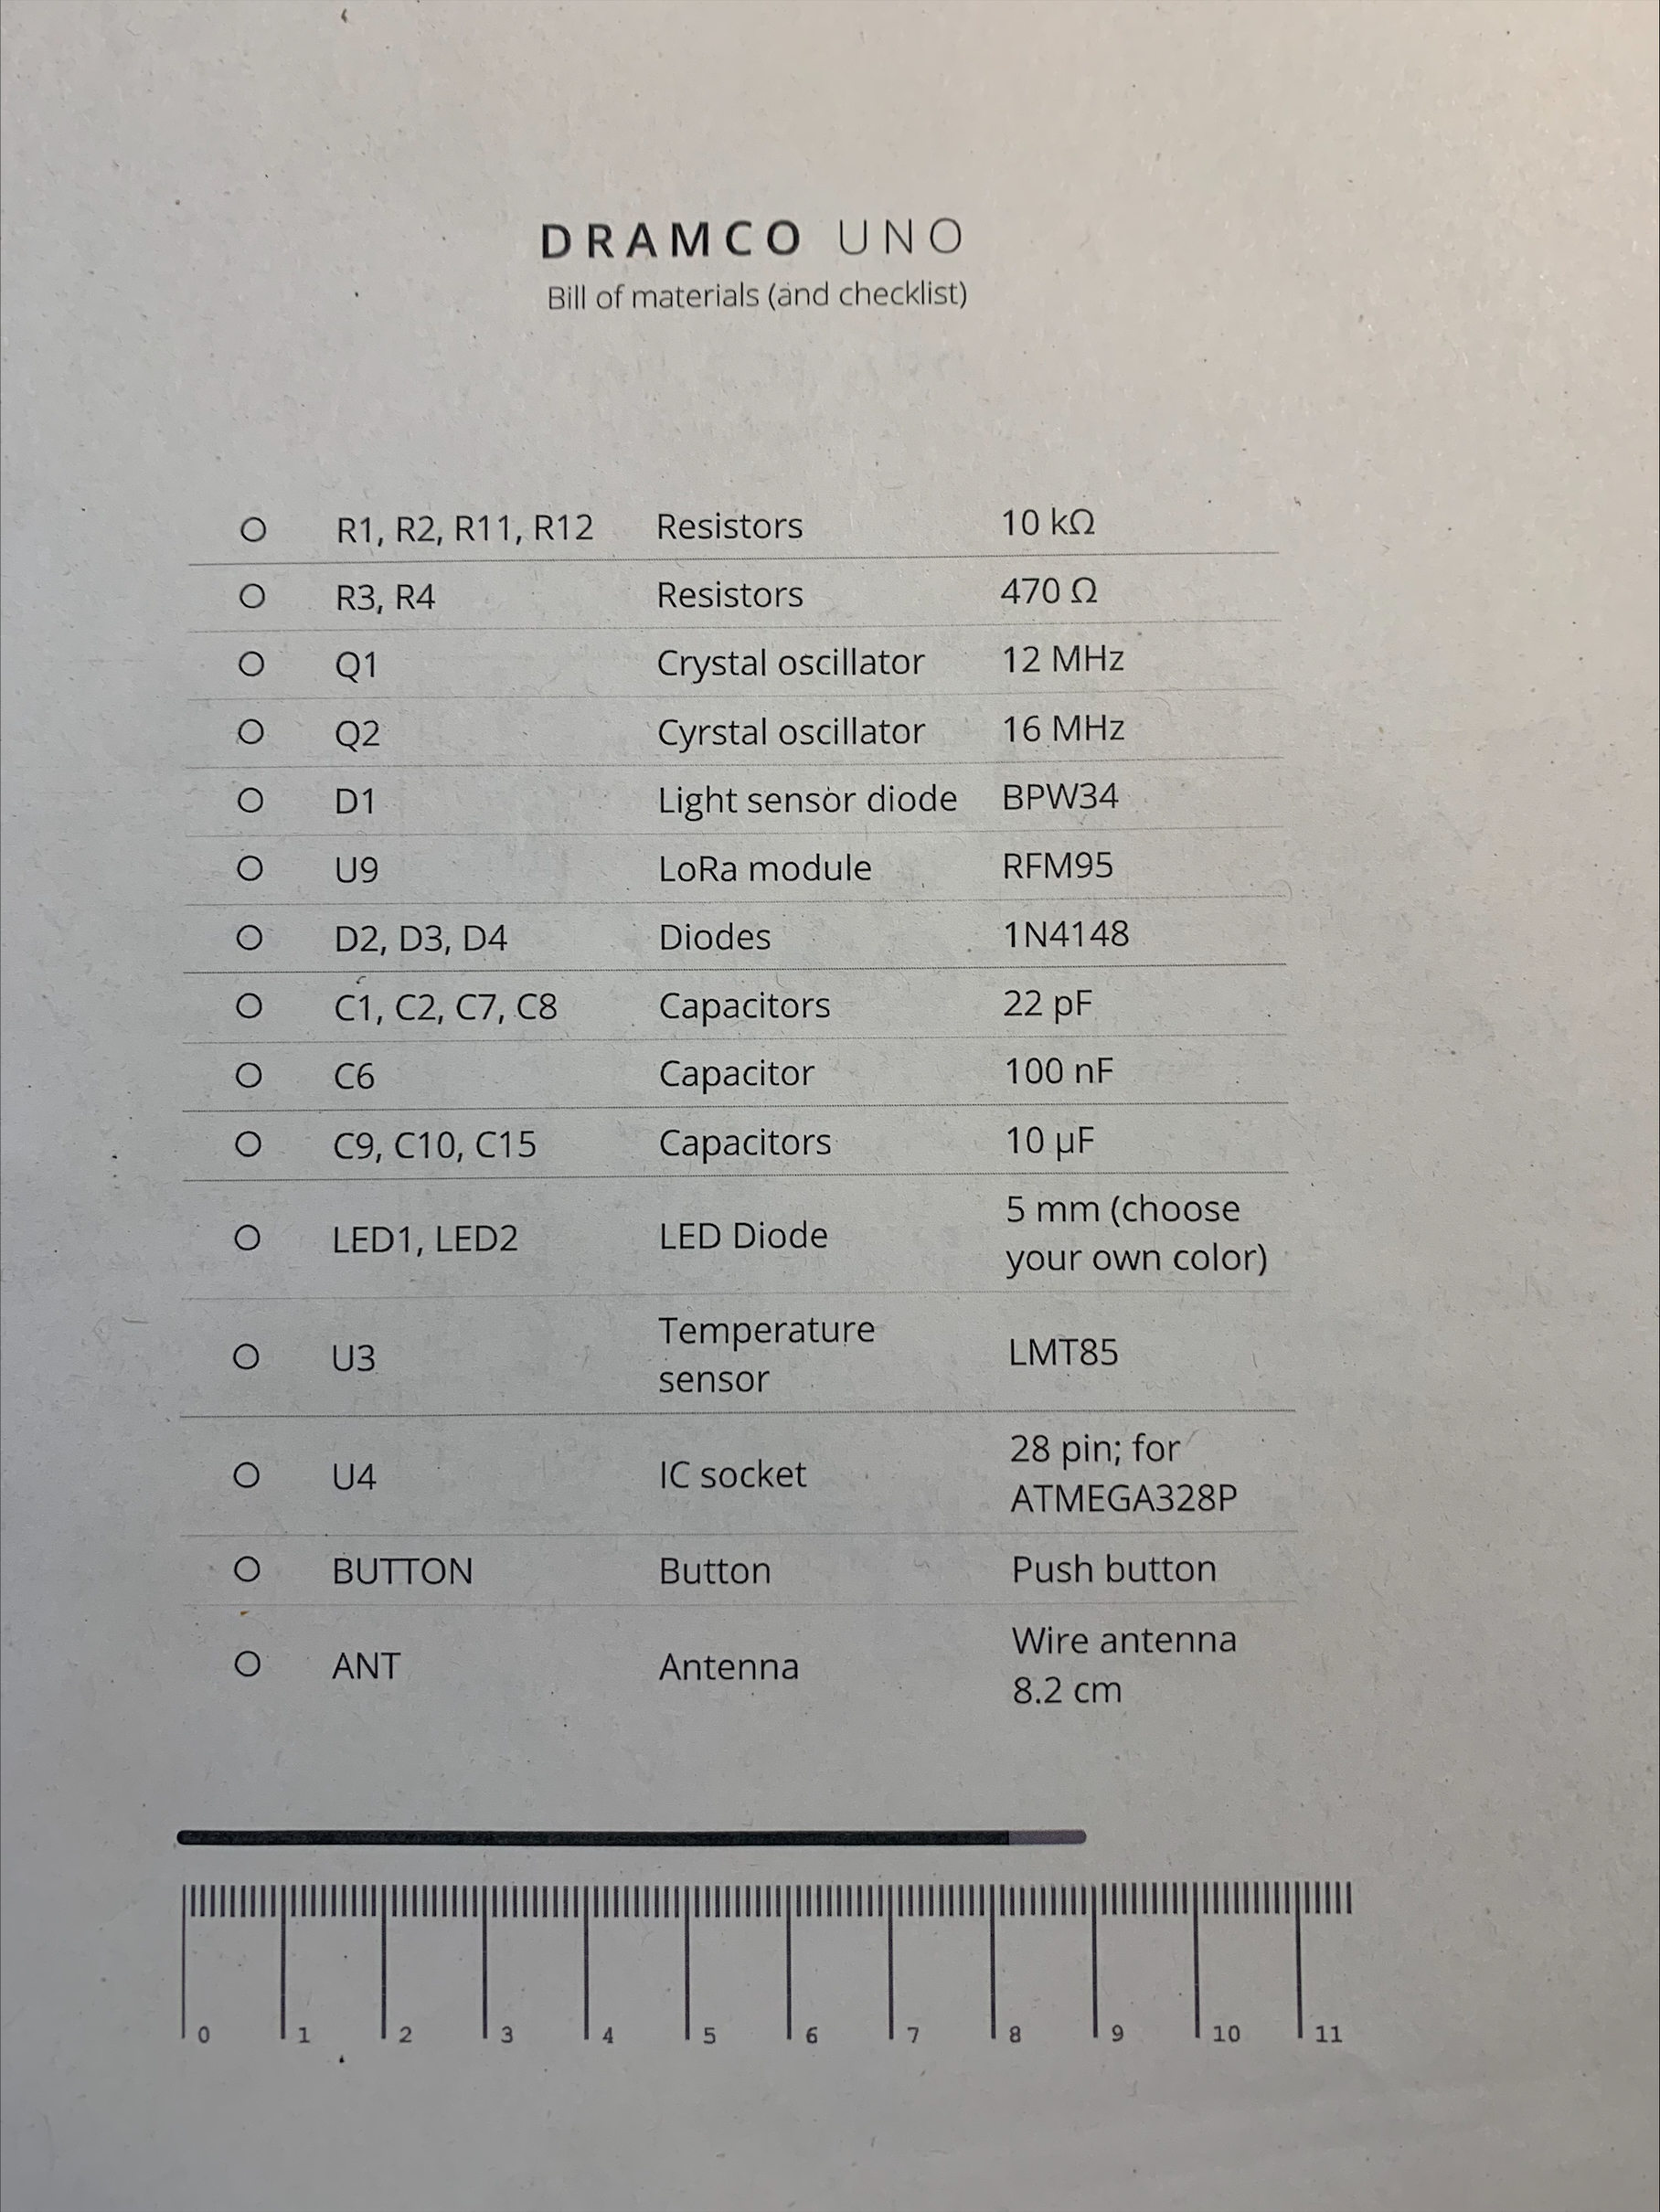 DRAMCO UNO
Bill of materials (and checklist)
R1, R2, R11, R12 Resistors 10 kΩ
R3, R4 Resistors 470 Ω
Q1 Crystal oscillator 12 MHz
Q2 Cyrstal oscillator 16 MHz
D1 Light sensor diode BPW34
U9 LoRa module RFM95
D2, D3, D4 Diodes 1N4148
C1, C2, C7, C8 Capacitors 22 pF
C6 Capacitor 100 nF
C9, C10, C15 Capacitors 10 µF
LED1, LED2 LED Diode 5 mm (choose
your own color)
U3 Temperature
sensor LMT85
U4 IC socket 28 pin; for
ATMEGA328P
BUTTON Button Push button
ANT Antenna Wire antenna
8.2 cm
0 1 2 3 4 5 6 7 8 9 10 11